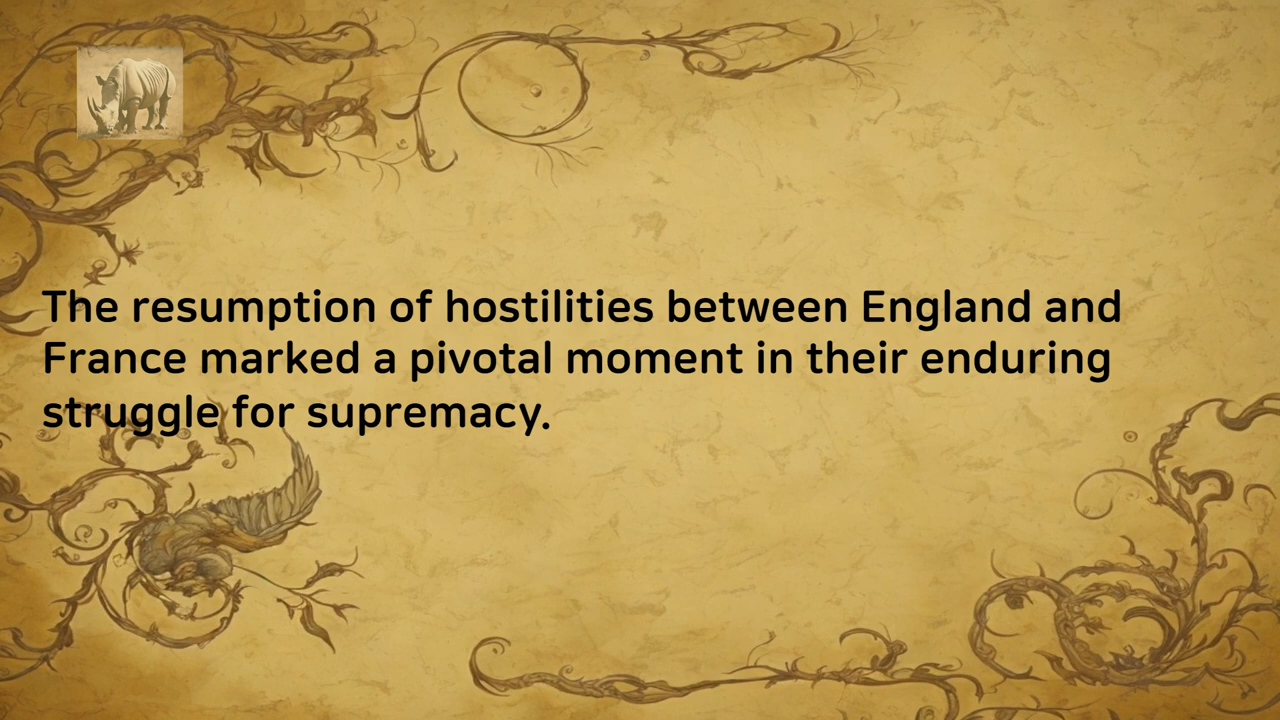 The resumption of hostilities between England and
France marked a pivotal moment in their enduring
struggle for supremacy.